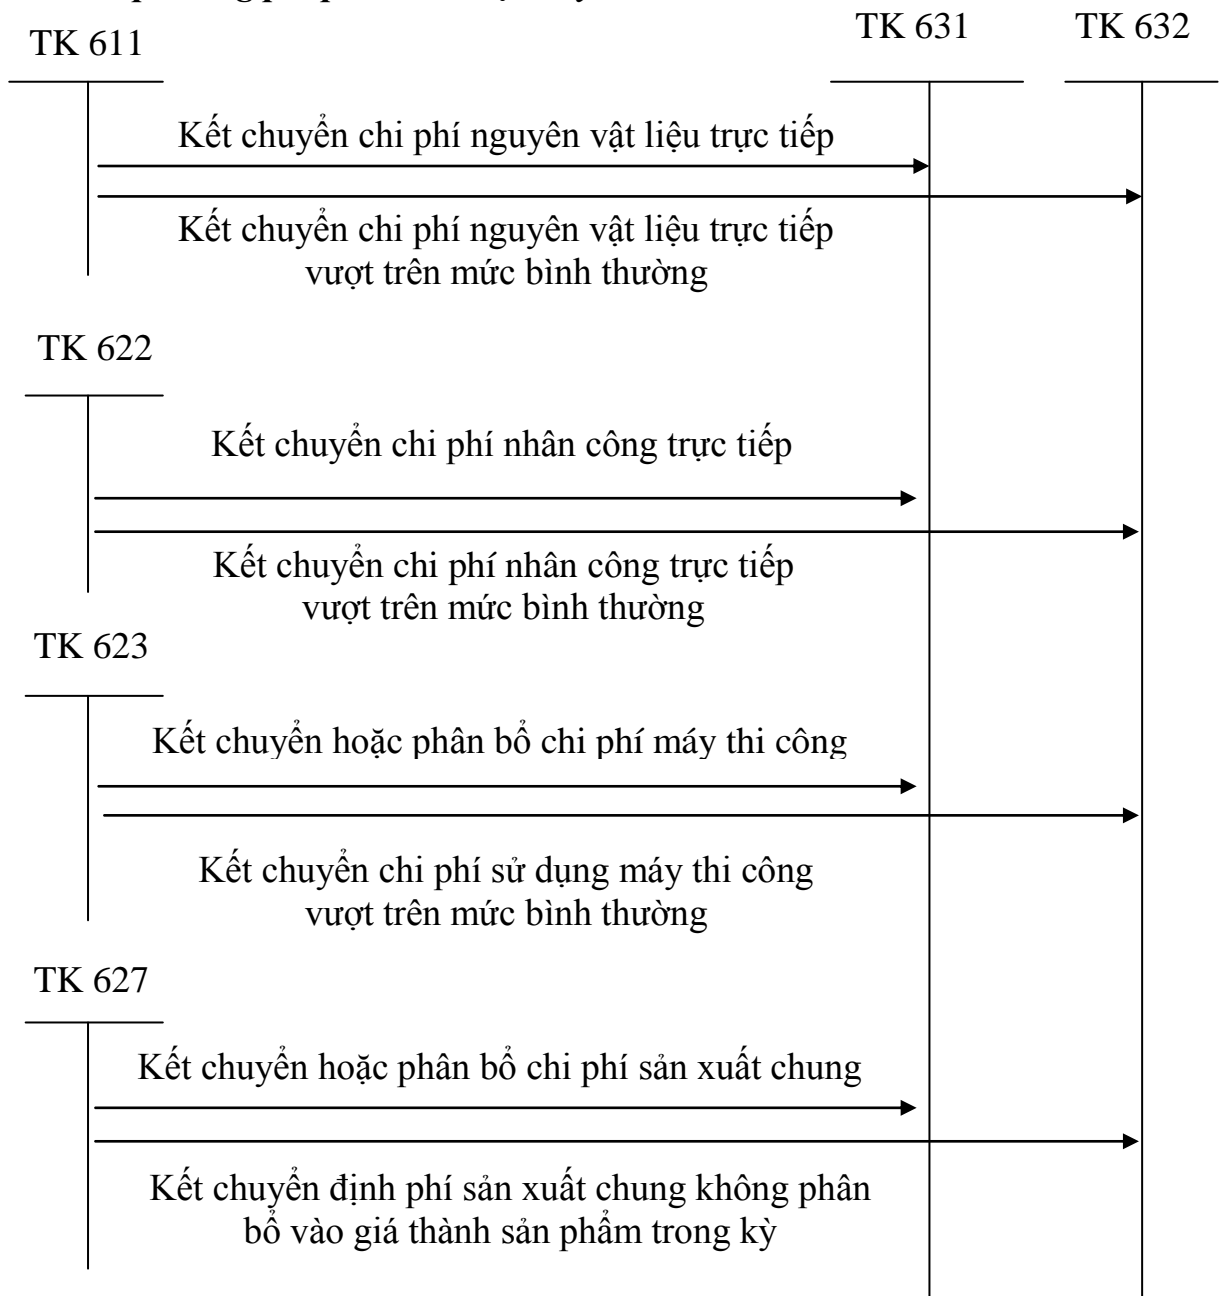 TK 611
TK 631
TK 632
Kết chuyển chi phí nguyên vật liệu trực tiếp
Kết chuyển chi phí nguyên vật liệu trực tiếp
vượt trên mức bình thường
TK 622
Kết chuyển chi phí nhân công trực tiếp
Kết chuyển chi phí nhân công trực tiếp
vượt trên mức bình thường
TK 623
Kết chuyển hoặc phân bổ chi phí máy thi công
Kết chuyển chi phí sử dụng máy thi công
vượt trên mức bình thường
TK 627
Kết chuyển hoặc phân bổ chi phí sản xuất chung
Kết chuyển định phí sản xuất chung không phân
bổ vào giá thành sản phẩm trong kỳ